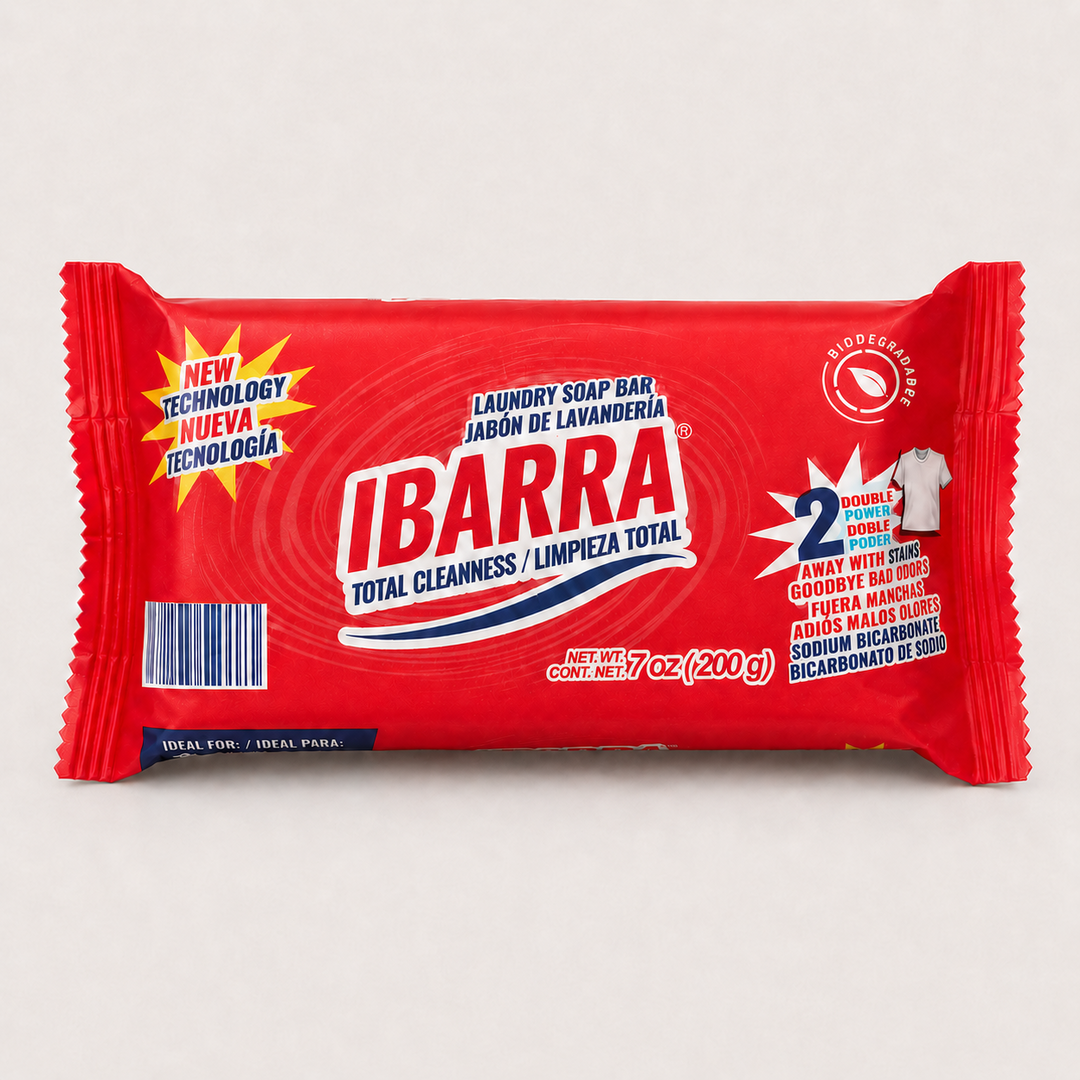 NEW
TECHNOLOGY
NUEVA
TECNOLOGÍA
LAUNDRY SOAP BAR
JABÓN DE LAVANDERÍA
IBARRA®
TOTAL CLEANNESS / LIMPIEZA TOTAL
BIODEGRADABRE
2
DOUBLE
POWER
DOBLE
PODER
AWAY WITH STAINS
GOODBYE BAD ODORS
FUERA MANCHAS
ADIÓS MALOS OLORES
SODIUM BICARBONATE
BICARBONATO DE SODIO
NET. WT.
CONT. NET. 7 oz (200 g)
IDEAL FOR: / IDEAL PARA: